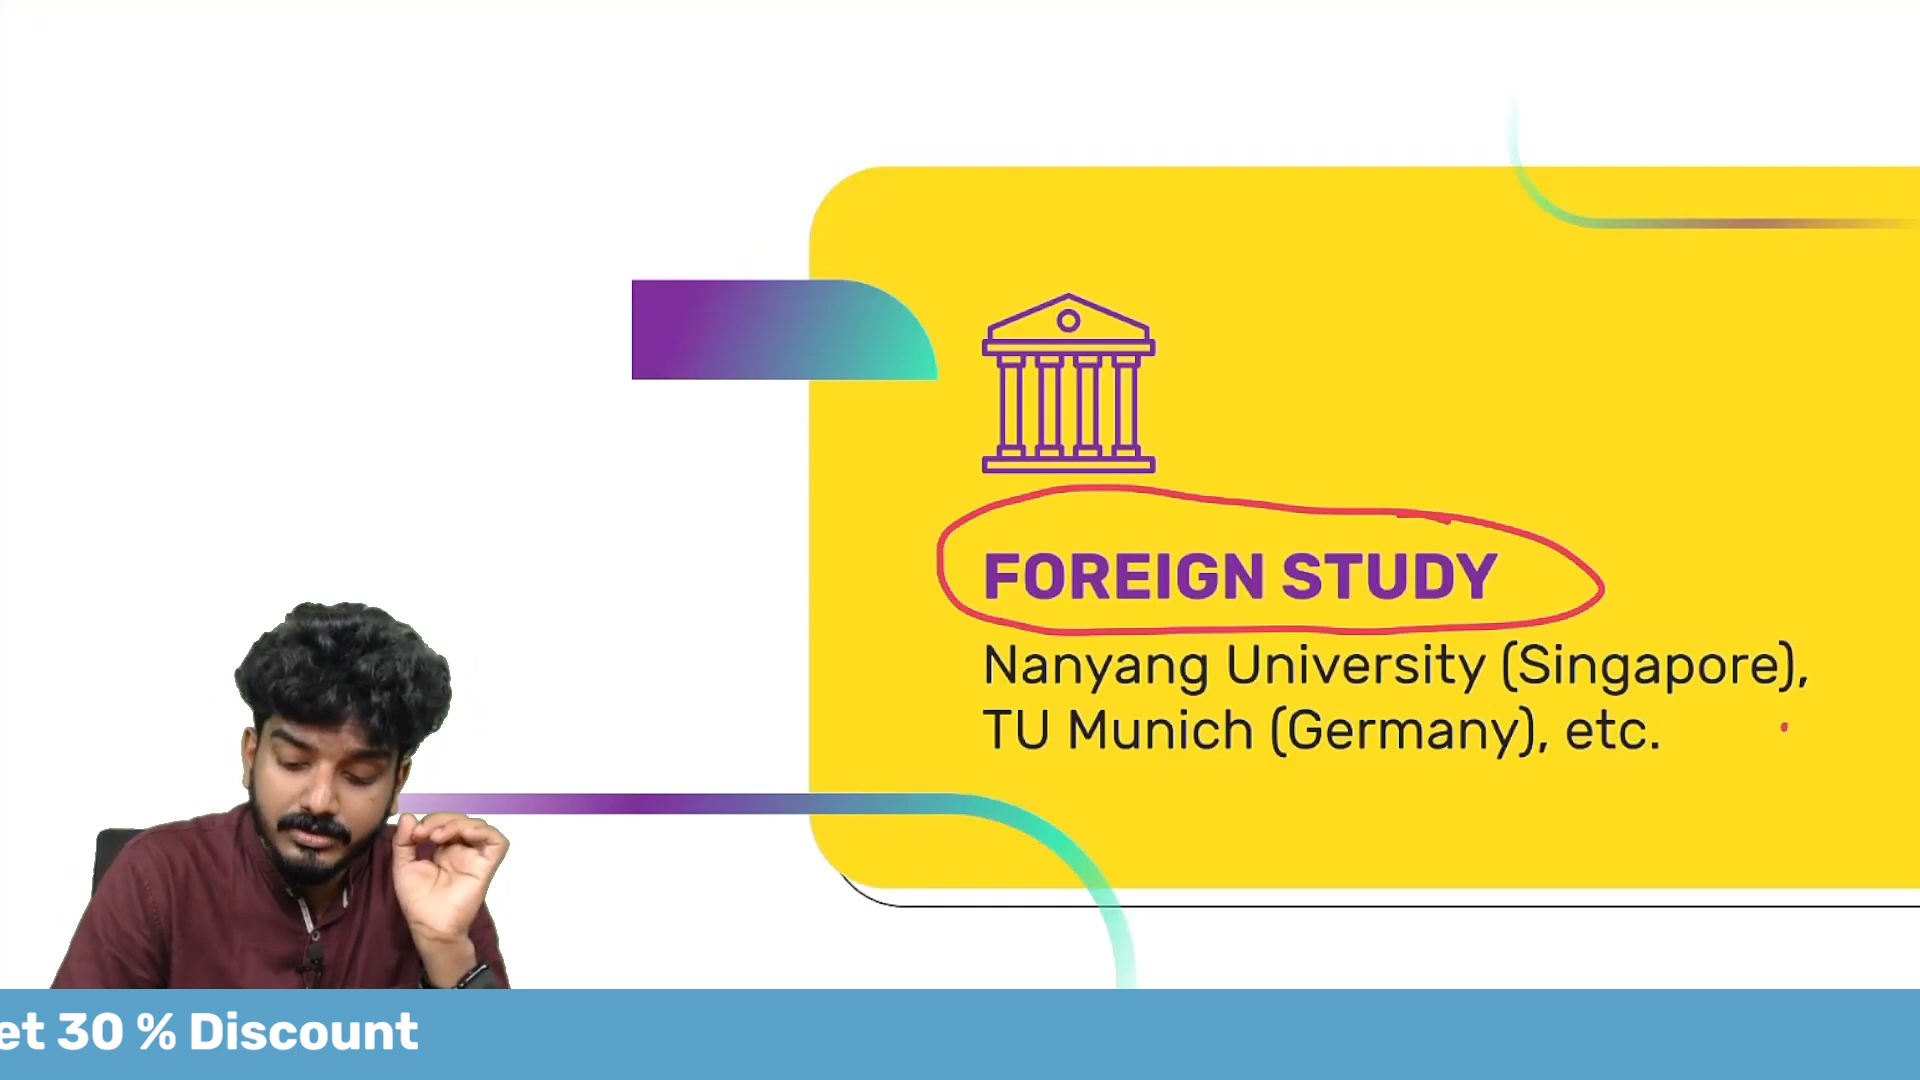 FOREIGN STUDY
Nanyang University (Singapore),
TU Munich (Germany), etc.
et 30 % Discount